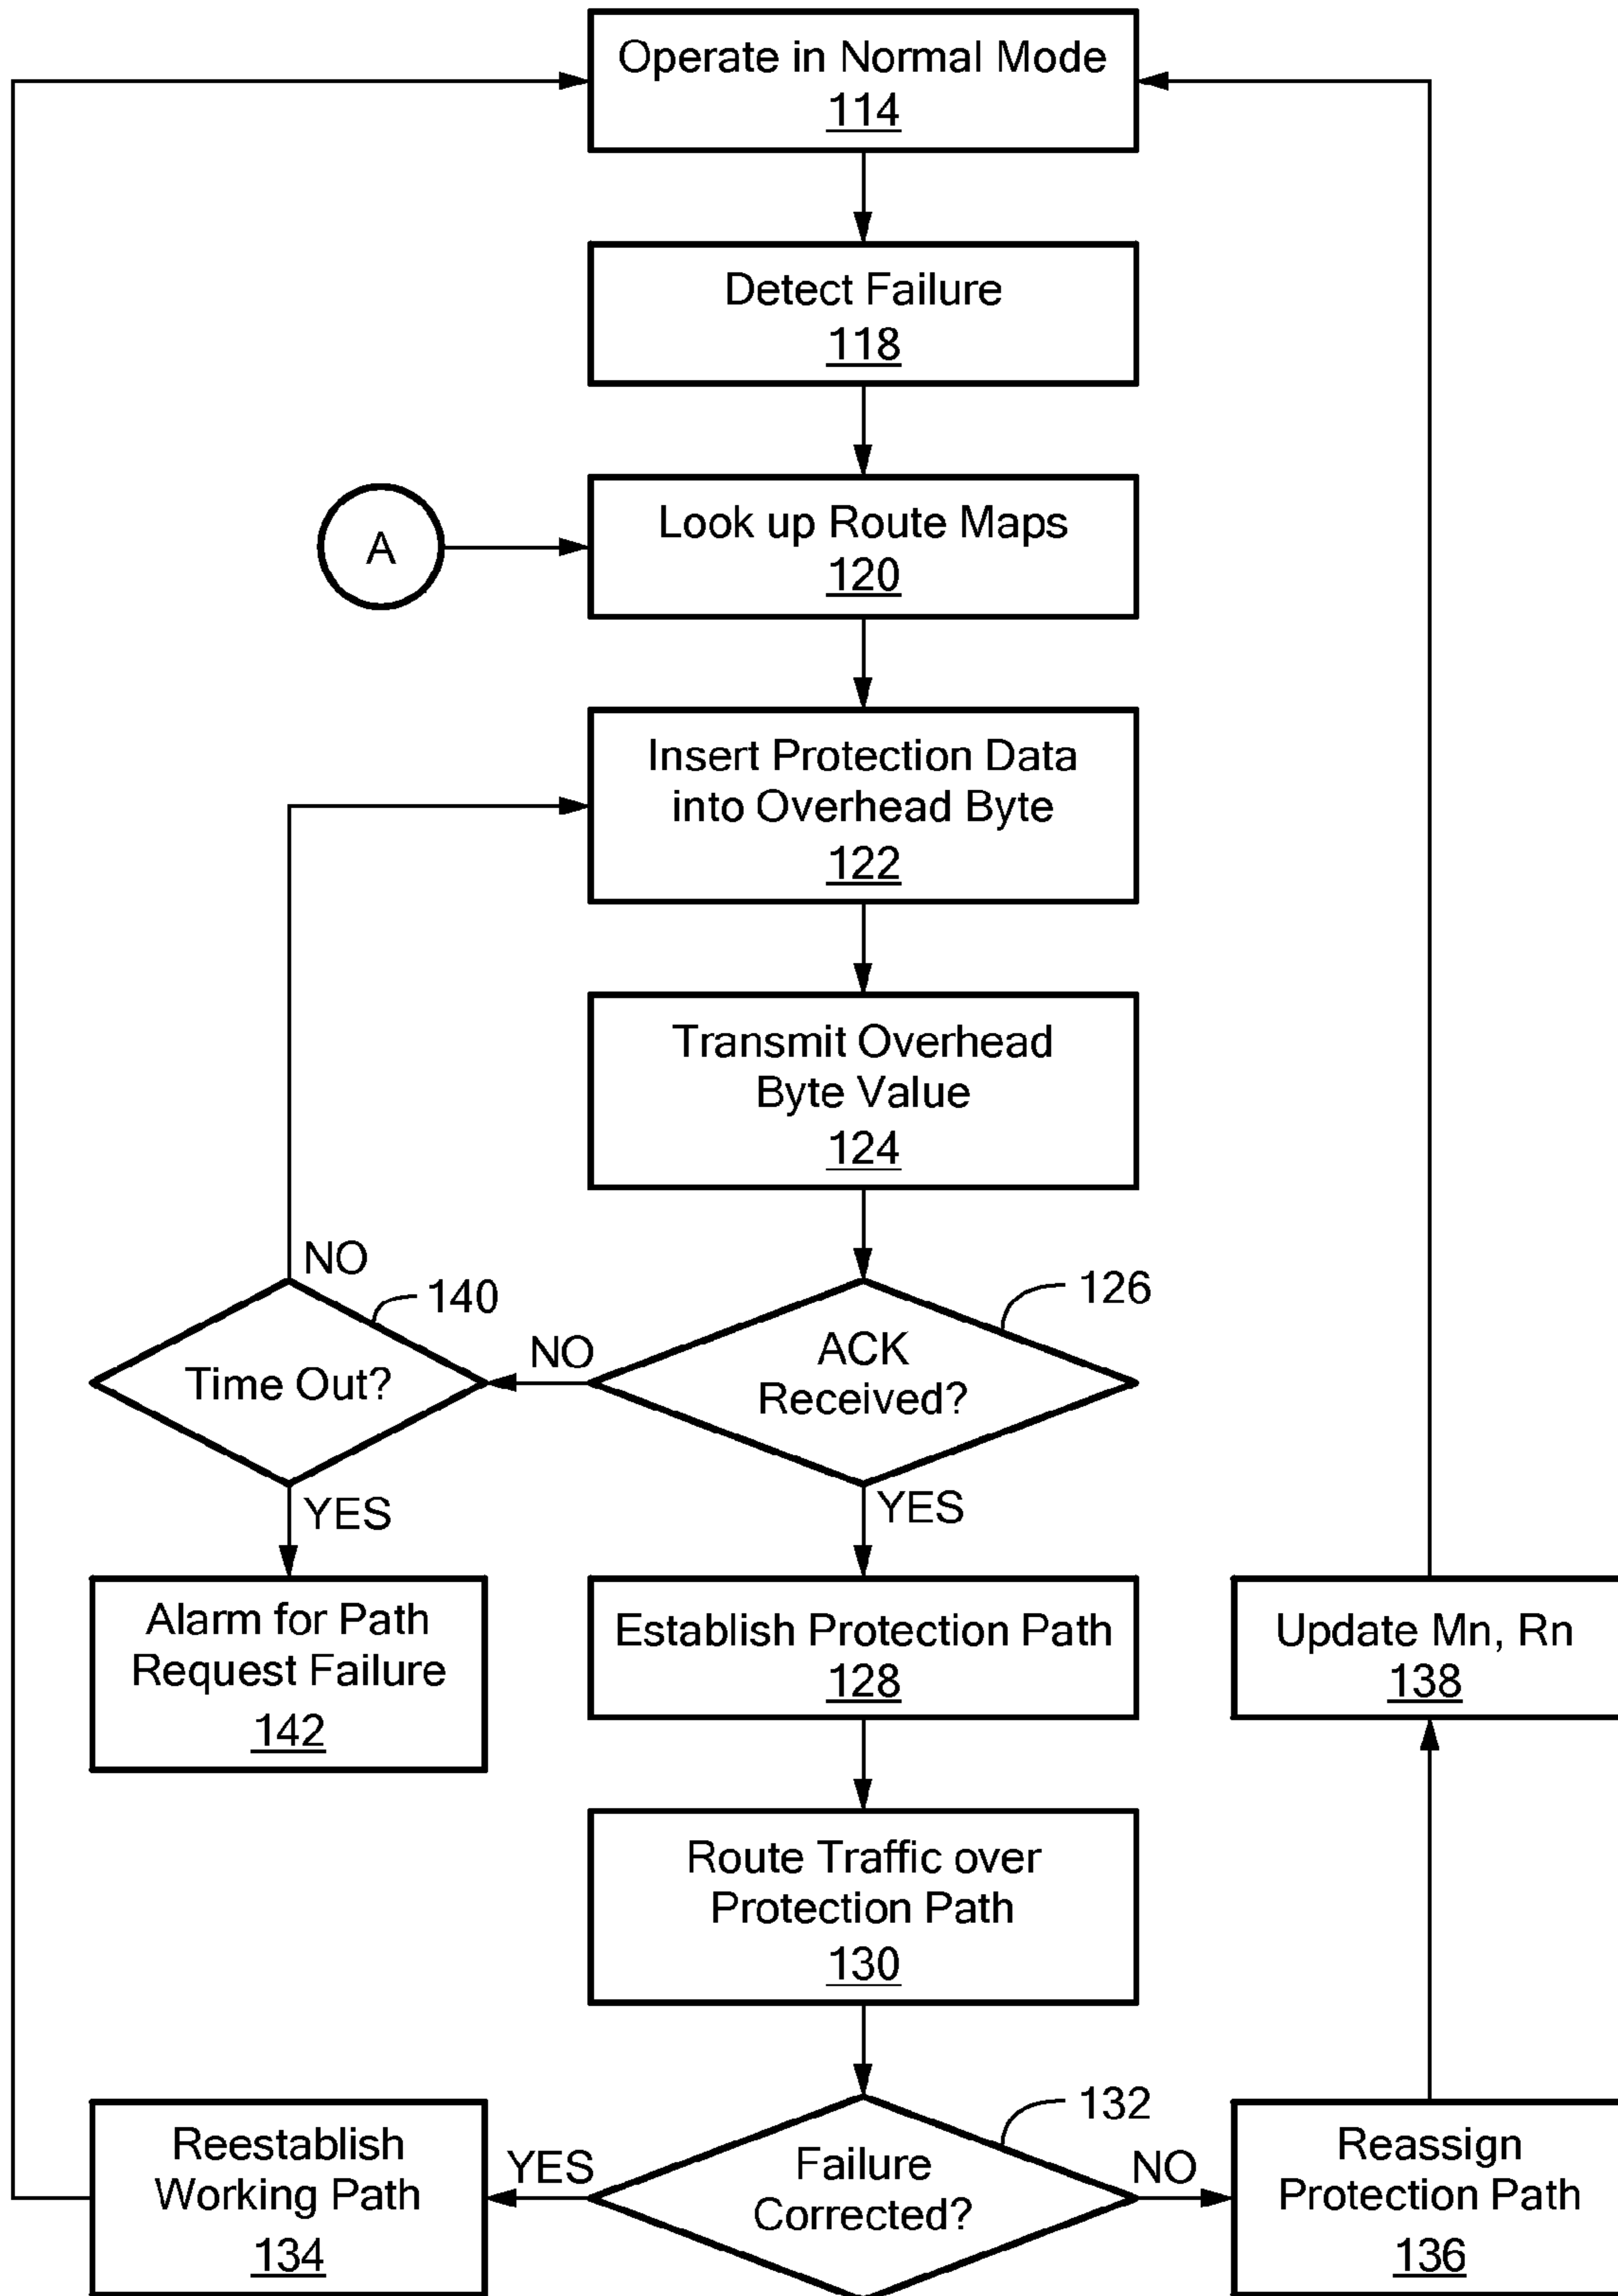 Operate in Normal Mode
114
Detect Failure
118
A
Look up Route Maps
120
Insert Protection Data
into Overhead Byte
122
Transmit Overhead
Byte Value
124
NO
140
126
Time Out?
NO
ACK
Received?
YES
YES
Alarm for Path
Request Failure
142
Establish Protection Path
128
Update Mn, Rn
138
Route Traffic over
Protection Path
130
132
Reestablish
Working Path
134
YES
Failure
Corrected?
NO
Reassign
Protection Path
136